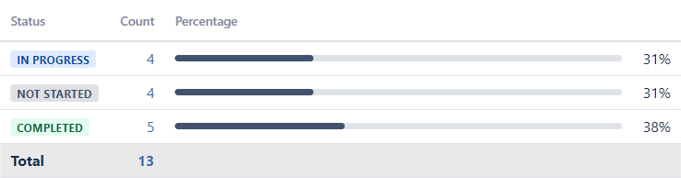 Status Count Percentage
IN PROGRESS 4 31%
NOT STARTED 4 31%
COMPLETED 5 38%
Total 13